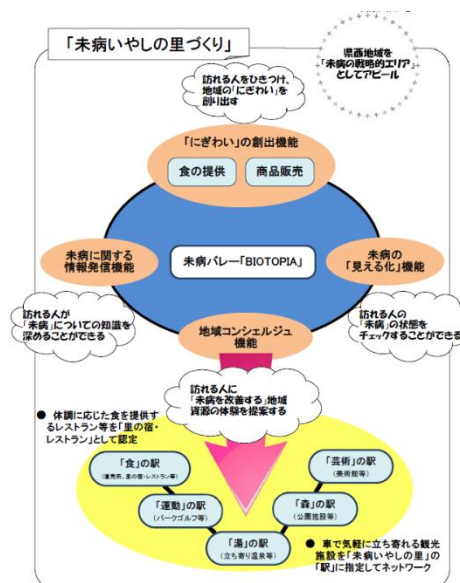 「未病いやしの里づくり」
県西地域を
「未病の戦略的エリア」
としてアピール
訪れる人をひきつけ、
地域の「にぎわい」を
創り出す
「にぎわい」の創出機能
食の提供
商品販売
未病に関する
情報発信機能
未病バレー「BIOTOPIA」
未病の
「見える化」機能
訪れる人が
「未病」についての知識を
深めることができる
地域コンシェルジュ
機能
訪れる人の
「未病」の状態を
チェックすることができる
訪れる人に
「未病を改善する」地域
資源の体験を提案する
● 体調に応じた食を提供す
るレストラン等を「里の宿・
レストラン」として認定
「食」の駅
(直売所、里の宿・レストラン等)
「芸術」の駅
(美術館等)
「運動」の駅
(パークゴルフ等)
「森」の駅
(公園施設等)
「湯」の駅
(立ち寄り温泉等)
● 車で気軽に立ち寄れる観光
施設を「未病いやしの里」の
「駅」に指定してネットワーク